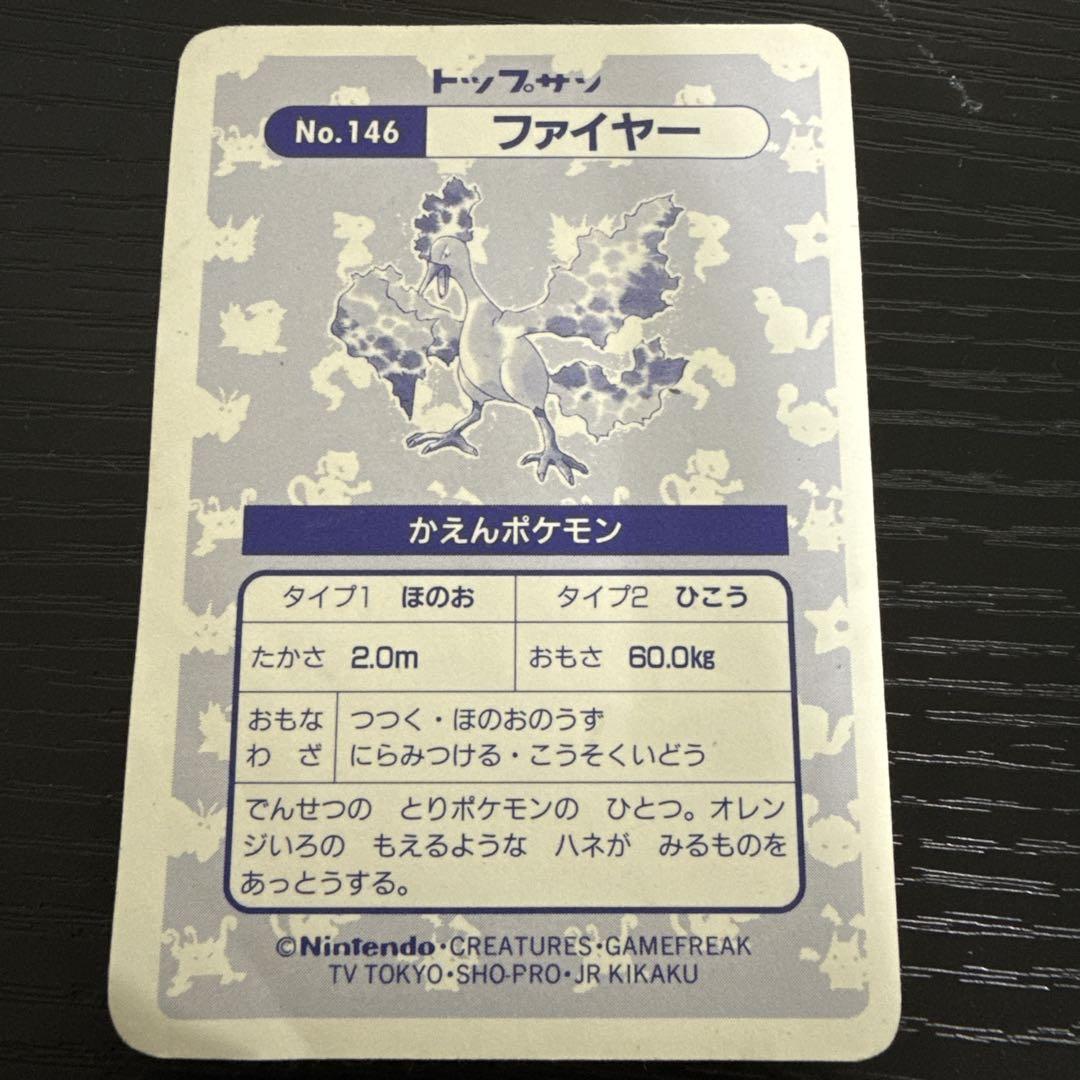 トップサン
No.146 ファイヤー
かえんポケモン
タイプ1 ほのお タイプ2 ひこう
たかさ 2.0m おもさ 60.0kg
おもな つつく・ほのおのうず
わざ にらみつける・こうそくいどう
でんせつの とりポケモンの ひとつ。オレン
ジいろの もえるような ハネが みるものを
あっとうする。
©Nintendo・CREATURES・GAMEFREAK
TV TOKYO・SHO-PRO・JR KIKAKU